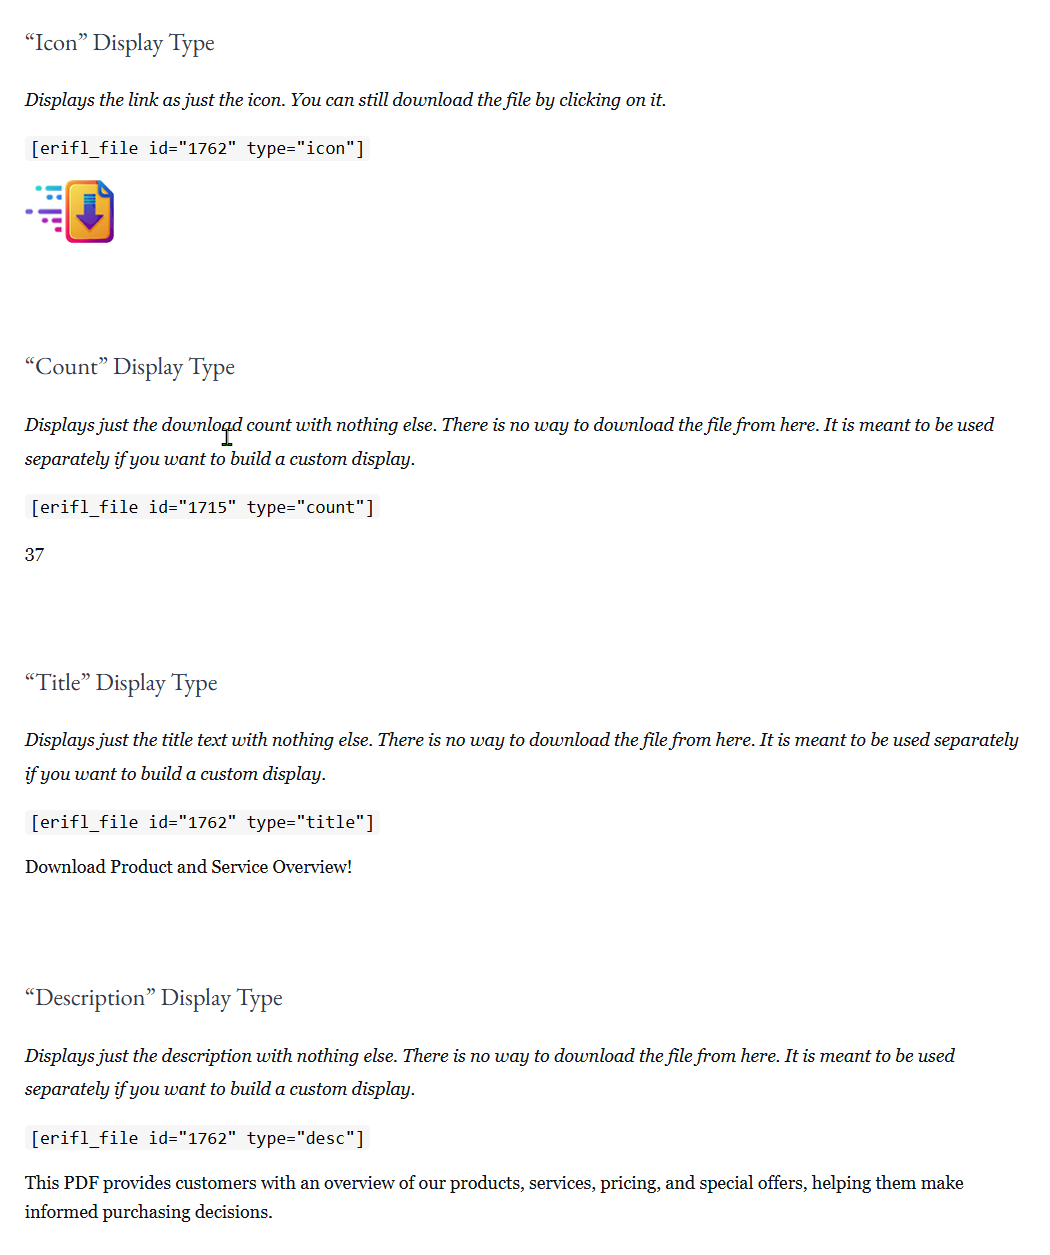 “Icon” Display Type
Displays the link as just the icon. You can still download the file by clicking on it.
[erifl_file id="1762" type="icon"]
“Count” Display Type
Displays just the download count with nothing else. There is no way to download the file from here. It is meant to be used
separately if you want to build a custom display.
[erifl_file id="1715" type="count"]
37
“Title” Display Type
Displays just the title text with nothing else. There is no way to download the file from here. It is meant to be used separately
if you want to build a custom display.
[erifl_file id="1762" type="title"]
Download Product and Service Overview!
“Description” Display Type
Displays just the description with nothing else. There is no way to download the file from here. It is meant to be used
separately if you want to build a custom display.
[erifl_file id="1762" type="desc"]
This PDF provides customers with an overview of our products, services, pricing, and special offers, helping them make
informed purchasing decisions.